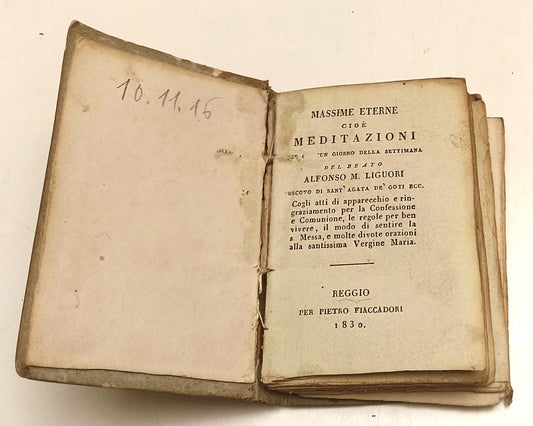 10.11.16
MASSIME ETERNE
CIOÈ
MEDITAZIONI
UN GIORNO DELLA SETTIMANA
DEL BEATO
ALFONSO M. LIGUORI
ESCOVO DI SANT'AGATA DE' GOTI ECC.
Cogli atti di apparecchio e rin-
graziamento per la Confessione
e Comunione, le regole per ben
vivere, il modo di sentire la
s. Messa, e molte divote orazioni
alla santissima Vergine Maria.
REGGIO
PER PIETRO FIACCADORI
1830.